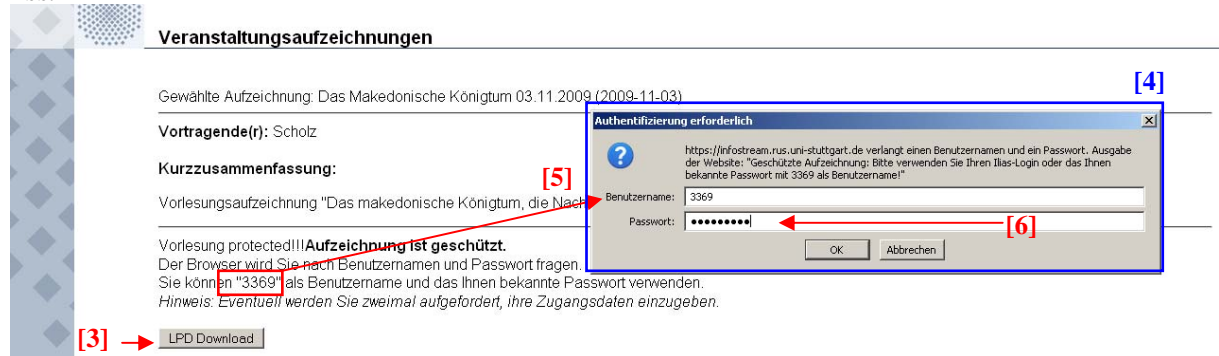 Veranstaltungsaufzeichnungen
Gewählte Aufzeichnung: Das Makedonische Königtum 03.11.2009 (2009-11-03)
[4]
Vortragende(r): Scholz
Kurzzusammenfassung:
[5]
Vorlesungsaufzeichnung "Das makedonische Königtum, die Nach
Authentifizierung erforderlich
https://infostream.rus.uni-stuttgart.de verlangt einen Benutzernamen und ein Passwort. Ausgabe
der Website: "Geschützte Aufzeichnung: Bitte verwenden Sie Ihren Ilias-Login oder das Ihnen
bekannte Passwort mit 3369 als Benutzername!"
Benutzername: 3369
Passwort: ●●●●●●●●●
[6]
OK Abbrechen
Vorlesung protected!!!Aufzeichnung ist geschützt.
Der Browser wird Sie nach Benutzernamen und Passwort fragen.
Sie können "3369" als Benutzername und das Ihnen bekannte Passwort verwenden.
Hinweis: Eventuell werden Sie zweimal aufgefordert, ihre Zugangsdaten einzugeben.
[3]
LPD Download